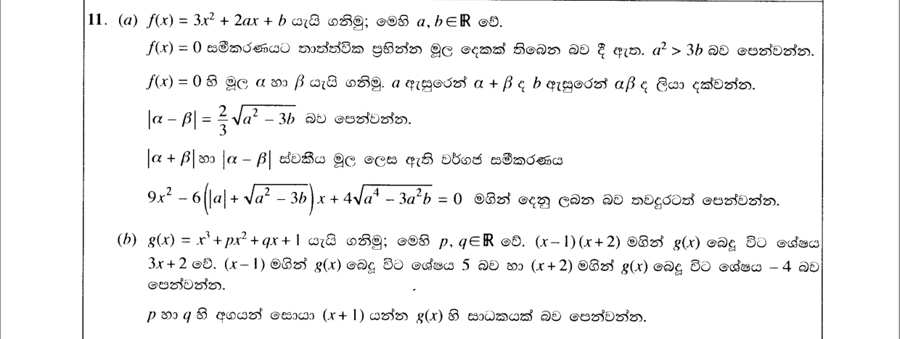 11. (a) f(x) = 3x² + 2ax + b යැයි ගනිමු; මෙහි a, b ∈ ℝ වේ.
f(x) = 0 සමීකරණයට තාත්ත්වික ප්‍රභින්න මූල දෙකක් තිබෙන බව දී ඇත. a² > 3b බව පෙන්වන්න.
f(x) = 0 හි මූල α හා β යැයි ගනිමු. a ඇසුරෙන් α + β ද b ඇසුරෙන් αβ ද ලියා දක්වන්න.
|α − β| = 2/3 √(a² − 3b) බව පෙන්වන්න.
|α + β| හා |α − β| ස්වකීය මූල ලෙස ඇති වර්ගජ සමීකරණය
9x² − 6(|a| + √(a² − 3b))x + 4√(a⁴ − 3a²b) = 0 මගින් දෙනු ලබන බව තවදුරටත් පෙන්වන්න.
(b) g(x) = x³ + px² + qx + 1 යැයි ගනිමු; මෙහි p, q ∈ ℝ වේ. (x − 1) (x + 2) මගින් g(x) බෙදූ විට ශේෂය
3x + 2 වේ. (x − 1) මගින් g(x) බෙදූ විට ශේෂය 5 බව හා (x + 2) මගින් g(x) බෙදූ විට ශේෂය − 4 බව
පෙන්වන්න.
p හා q හි අගයන් සොයා (x + 1) යන්න g(x) හි සාධකයක් බව පෙන්වන්න.